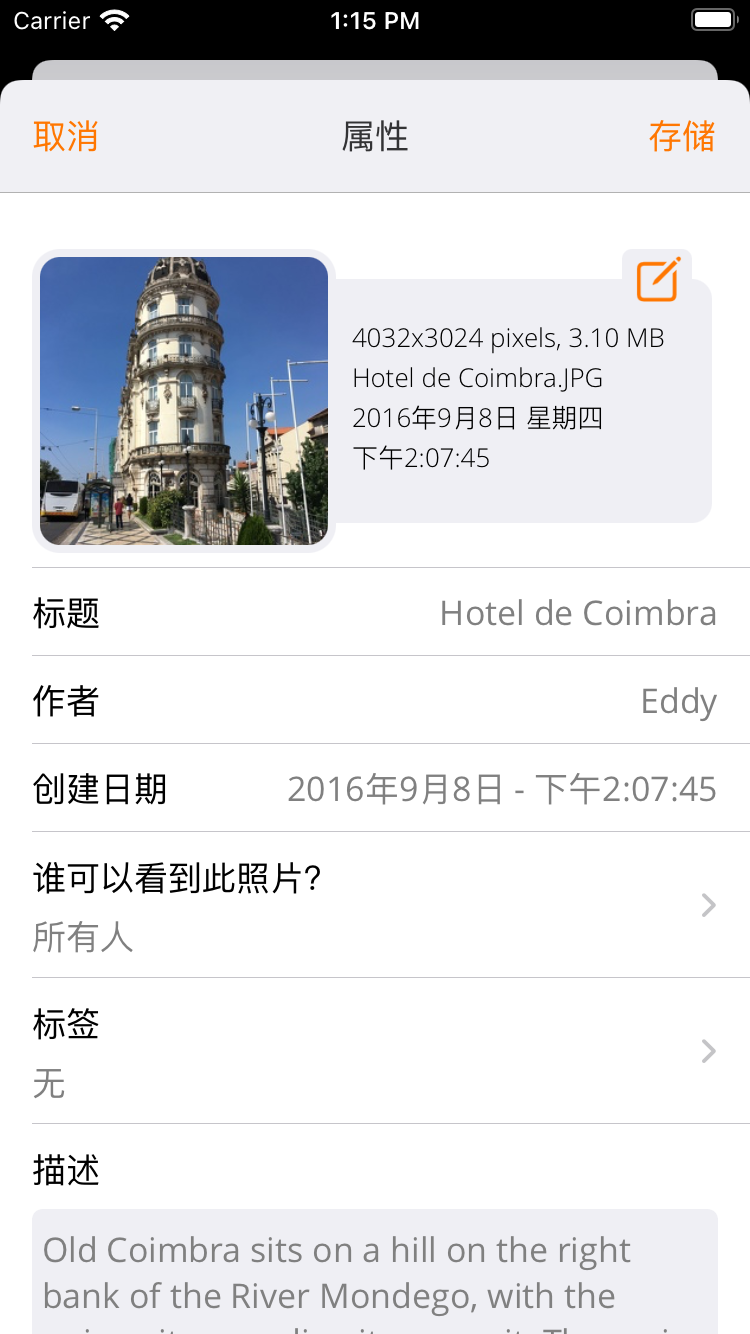 Carrier 1:15 PM
取消 属性 存储
4032x3024 pixels, 3.10 MB
Hotel de Coimbra.JPG
2016年9月8日 星期四
下午2:07:45
标题 Hotel de Coimbra
作者 Eddy
创建日期 2016年9月8日 - 下午2:07:45
谁可以看到此照片?
所有人
标签
无
描述
Old Coimbra sits on a hill on the right
bank of the River Mondego, with the